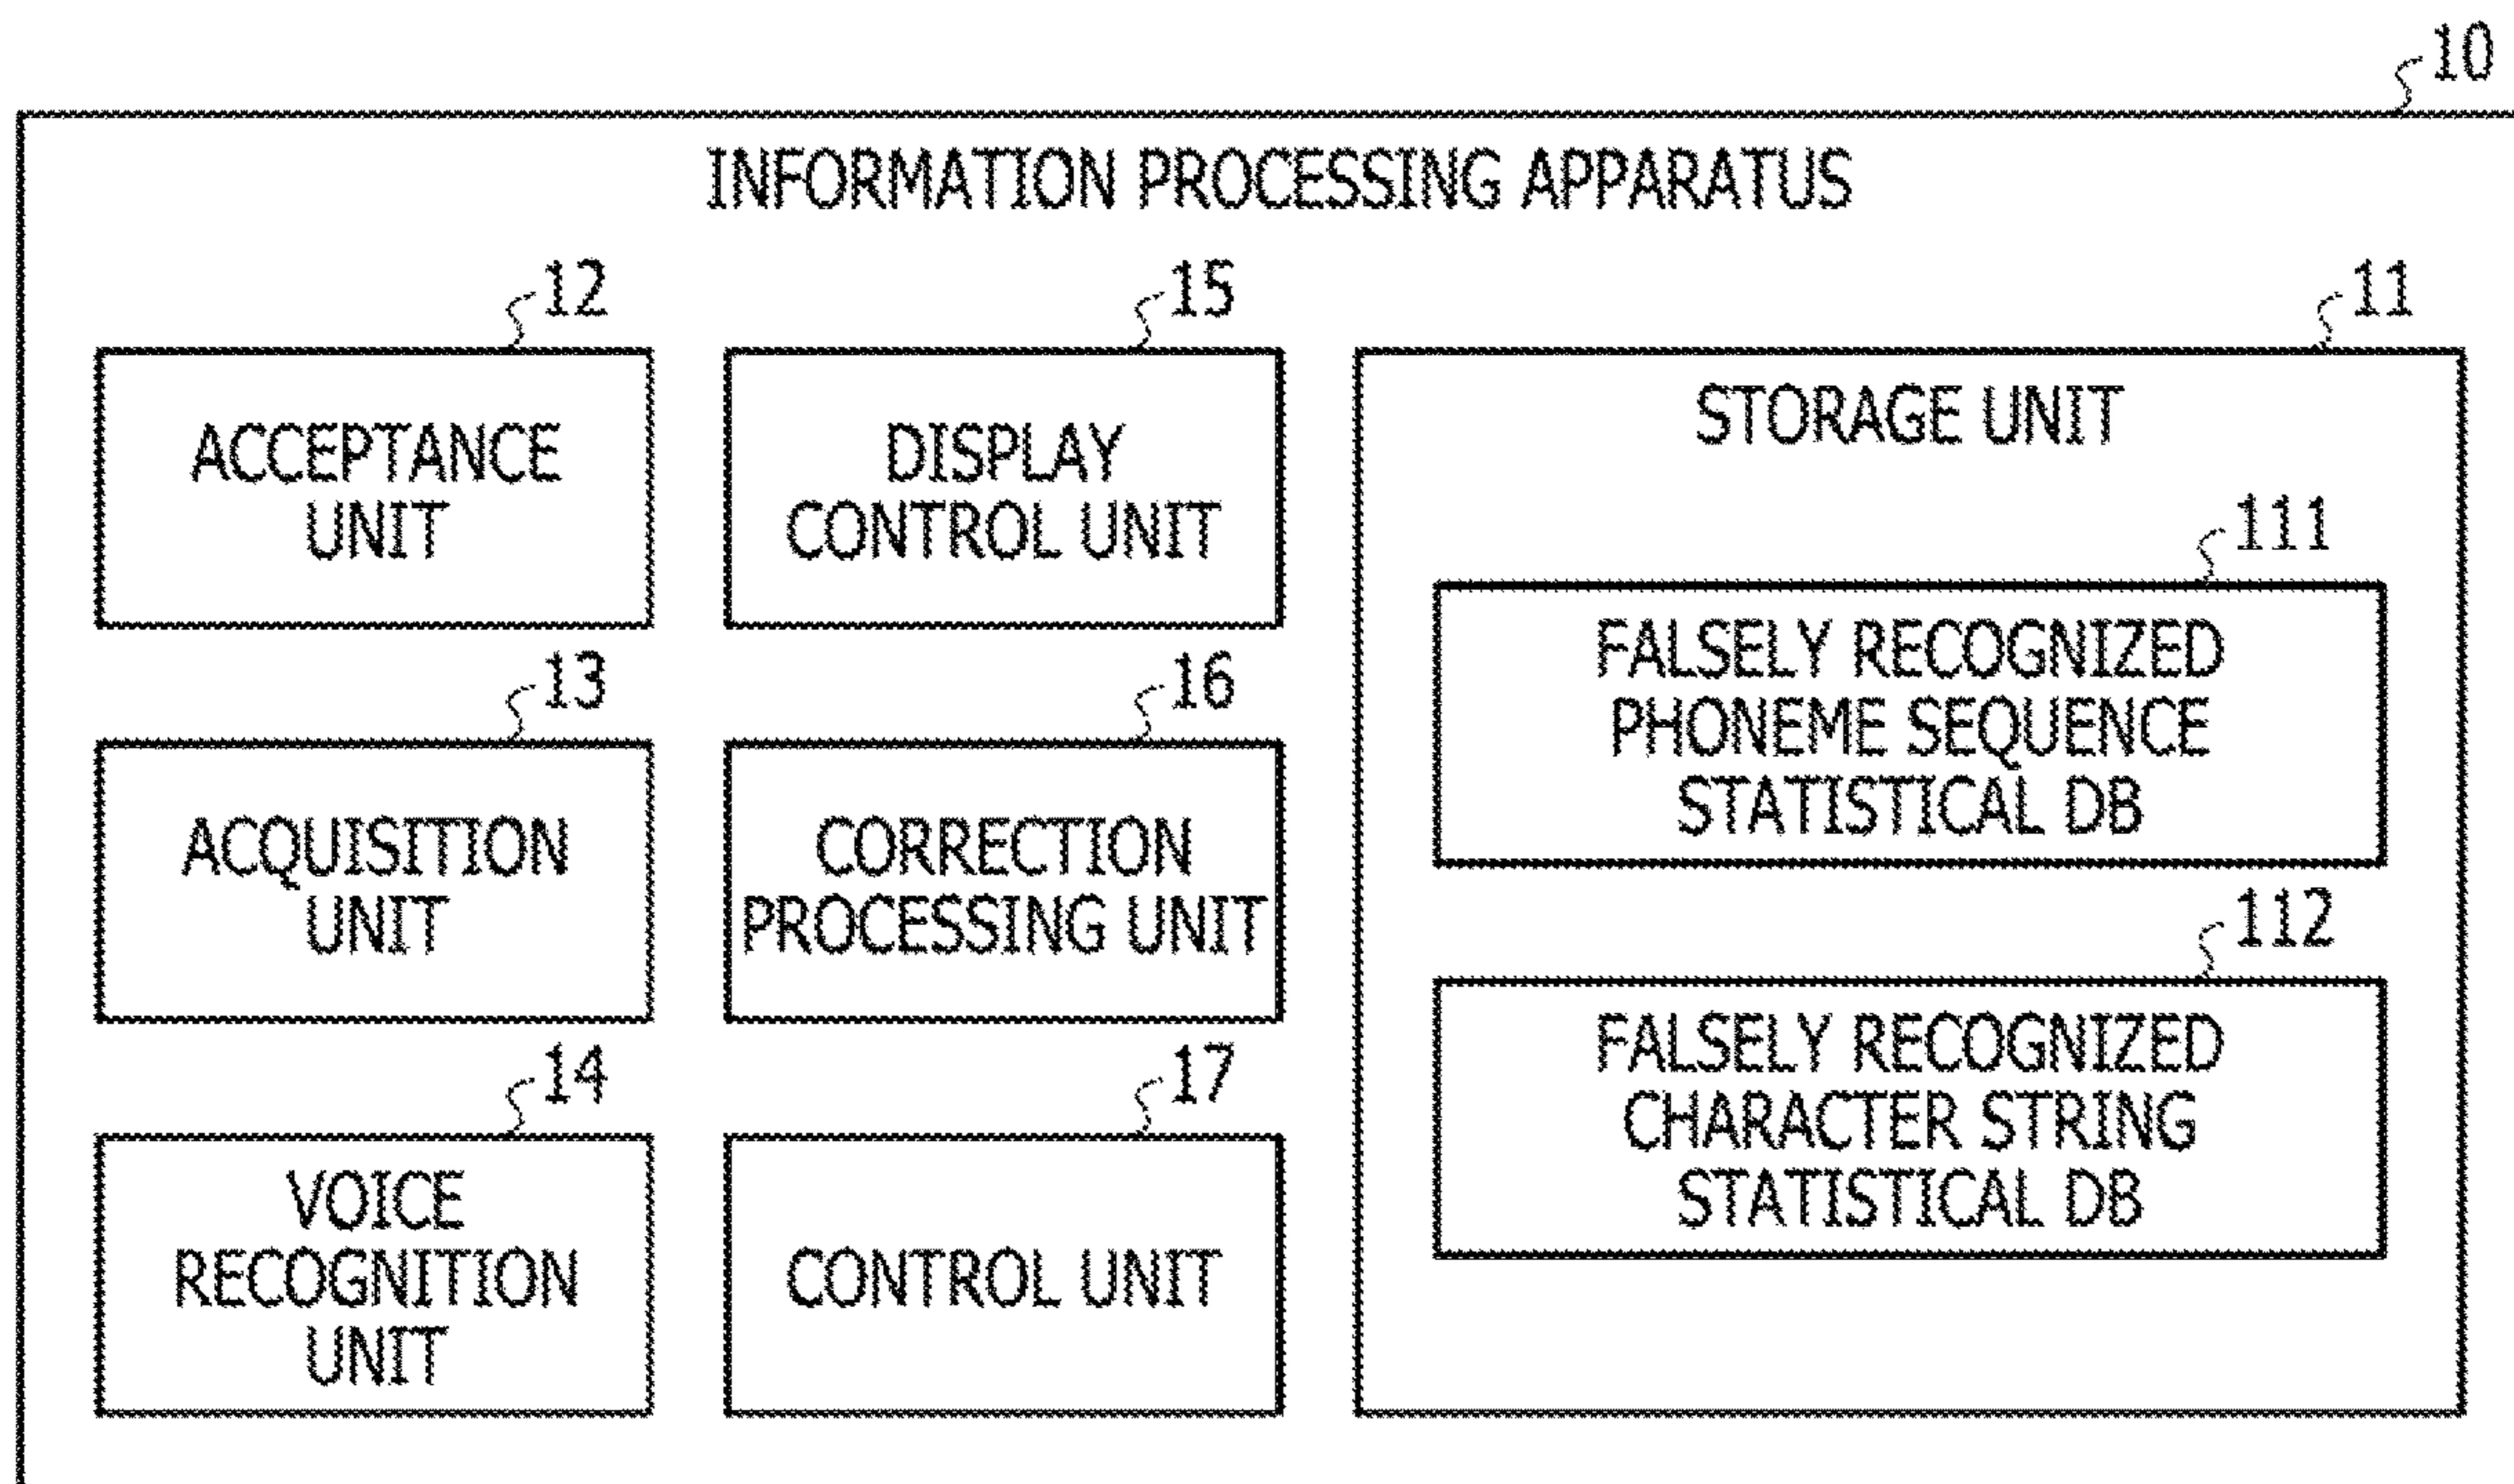 10
INFORMATION PROCESSING APPARATUS
12
ACCEPTANCE
UNIT
13
ACQUISITION
UNIT
14
VOICE
RECOGNITION
UNIT
15
DISPLAY
CONTROL UNIT
16
CORRECTION
PROCESSING UNIT
17
CONTROL UNIT
11
STORAGE UNIT
111
FALSELY RECOGNIZED
PHONEME SEQUENCE
STATISTICAL DB
112
FALSELY RECOGNIZED
CHARACTER STRING
STATISTICAL DB